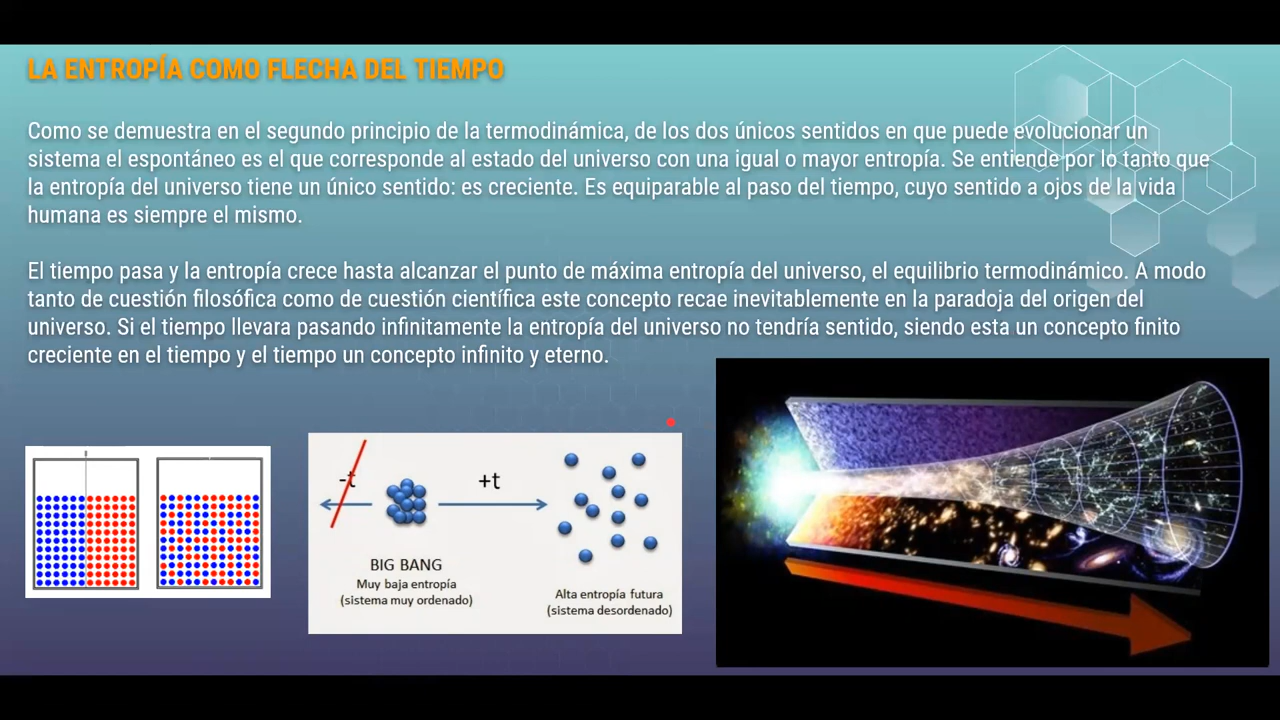 LA ENTROPÍA COMO FLECHA DEL TIEMPO
Como se demuestra en el segundo principio de la termodinámica, de los dos únicos sentidos en que puede evolucionar un
sistema el espontáneo es el que corresponde al estado del universo con una igual o mayor entropía. Se entiende por lo tanto que
la entropía del universo tiene un único sentido: es creciente. Es equiparable al paso del tiempo, cuyo sentido a ojos de la vida
humana es siempre el mismo.
El tiempo pasa y la entropía crece hasta alcanzar el punto de máxima entropía del universo, el equilibrio termodinámico. A modo
tanto de cuestión filosófica como de cuestión científica este concepto recae inevitablemente en la paradoja del origen del
universo. Si el tiempo llevara pasando infinitamente la entropía del universo no tendría sentido, siendo esta un concepto finito
creciente en el tiempo y el tiempo un concepto infinito y eterno.
-t
+t
BIG BANG
Muy baja entropía
(sistema muy ordenado)
Alta entropía futura
(sistema desordenado)